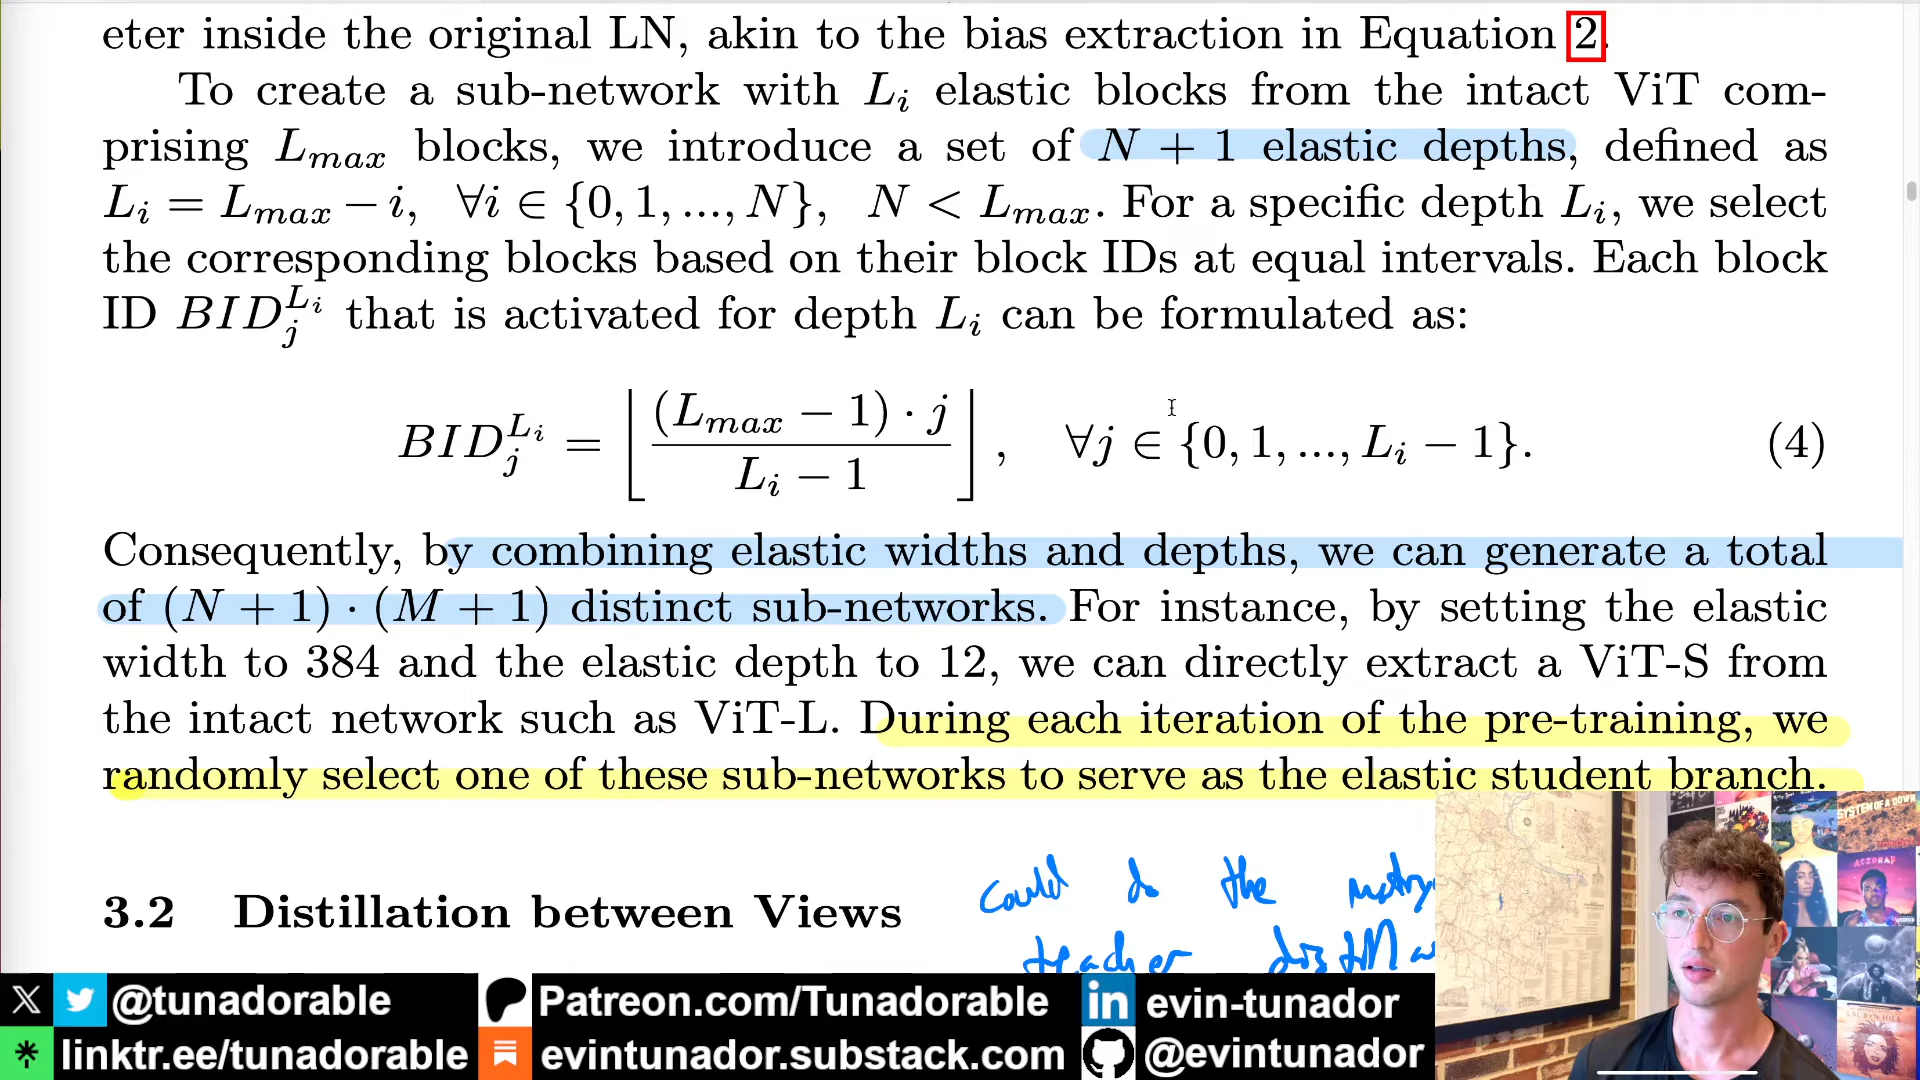 eter inside the original LN, akin to the bias extraction in Equation 2.
To create a sub-network with L_i elastic blocks from the intact ViT com-
prising L_max blocks, we introduce a set of N + 1 elastic depths, defined as
L_i = L_max − i, ∀i ∈ {0, 1, ..., N}, N < L_max. For a specific depth L_i, we select
the corresponding blocks based on their block IDs at equal intervals. Each block
ID BID_j^{L_i} that is activated for depth L_i can be formulated as:
BID_j^{L_i} = ⌊ (L_max − 1) · j / (L_i − 1) ⌋, ∀j ∈ {0, 1, ..., L_i − 1}. (4)
Consequently, by combining elastic widths and depths, we can generate a total
of (N + 1) · (M + 1) distinct sub-networks. For instance, by setting the elastic
width to 384 and the elastic depth to 12, we can directly extract a ViT-S from
the intact network such as ViT-L. During each iteration of the pre-training, we
randomly select one of these sub-networks to serve as the elastic student branch.
3.2 Distillation between Views
could do the
teacher
SYSTEM OF A DOWN
@tunadorable
Patreon.com/Tunadorable
in evin-tunador
linktr.ee/tunadorable
evintunador.substack.com
@evintunador